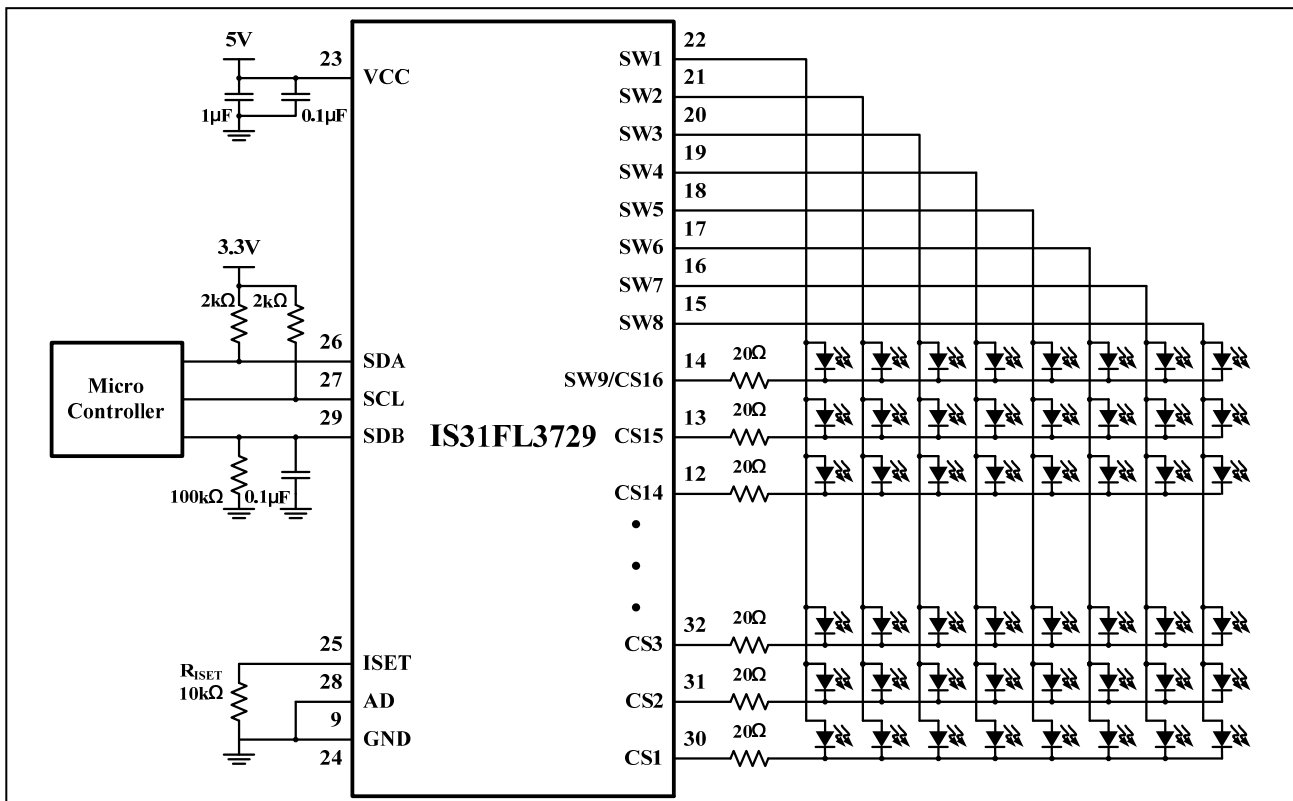 5V
23
VCC
1µF
0.1µF
3.3V
2kΩ
2kΩ
Micro
Controller
26
SDA
27
SCL
29
SDB
100kΩ
0.1µF
RISET
10kΩ
25
ISET
28
AD
9
GND
24
IS31FL3729
22
SW1
21
SW2
20
SW3
19
SW4
18
SW5
17
SW6
16
SW7
15
SW8
14
20Ω
SW9/CS16
13
20Ω
CS15
12
20Ω
CS14
32
20Ω
CS3
31
20Ω
CS2
30
20Ω
CS1